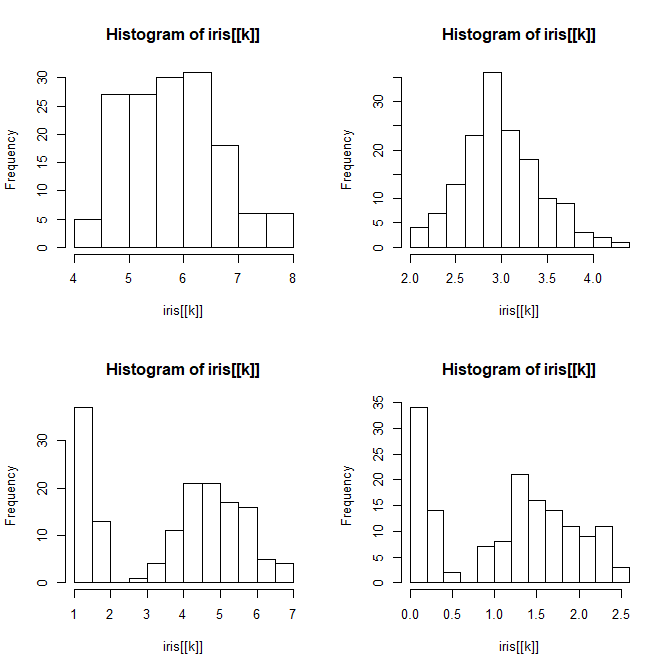 Histogram of iris[[k]]
Frequency
0 5 10 15 20 25 30
4 5 6 7 8
iris[[k]]
Histogram of iris[[k]]
Frequency
0 10 20 30
2.0 2.5 3.0 3.5 4.0
iris[[k]]
Histogram of iris[[k]]
Frequency
0 10 20 30
1 2 3 4 5 6 7
iris[[k]]
Histogram of iris[[k]]
Frequency
0 5 10 15 20 25 30 35
0.0 0.5 1.0 1.5 2.0 2.5
iris[[k]]